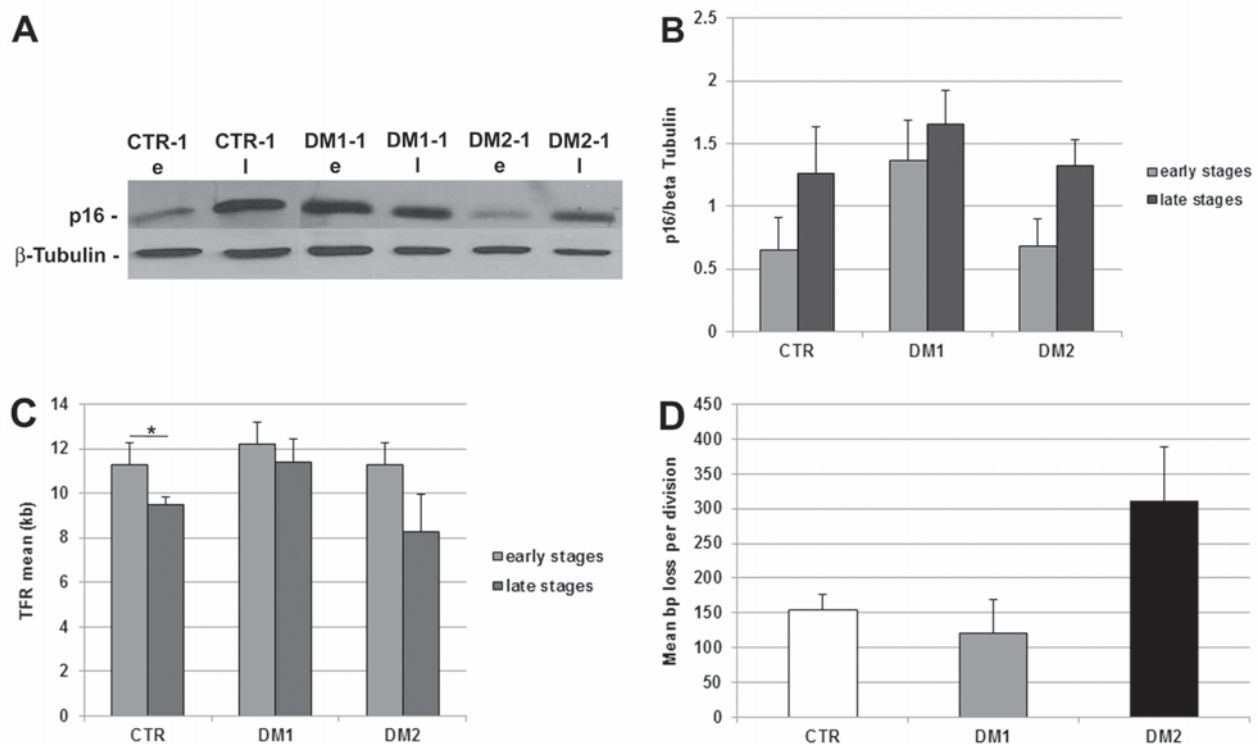 A
CTR-1 CTR-1 DM1-1 DM1-1 DM2-1 DM2-1
e l e l e l
p16 -
β-Tubulin -
B
2.5
2
1.5
1
0.5
0
p16/beta Tubulin
CTR DM1 DM2
early stages
late stages
C
14
12
10
8
6
4
2
0
TFR mean (kb)
*
CTR DM1 DM2
early stages
late stages
D
450
400
350
300
250
200
150
100
50
0
Mean bp loss per division
CTR DM1 DM2